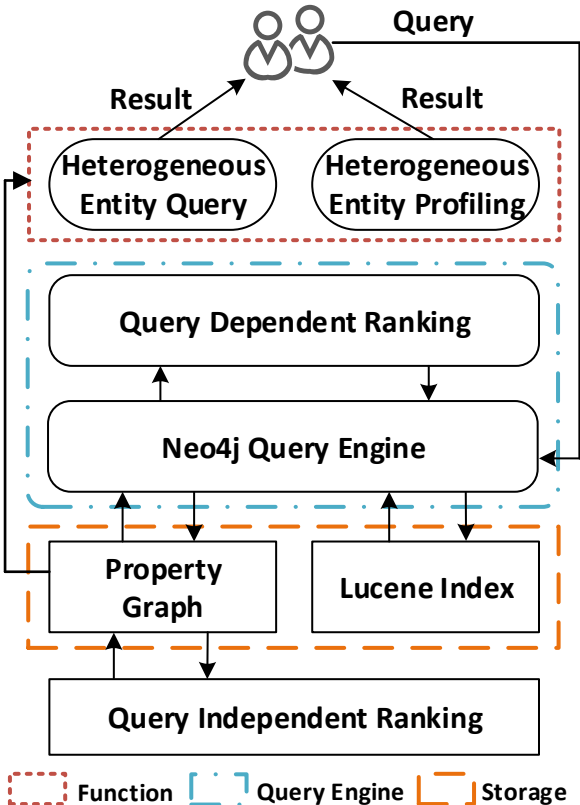 Query
Result
Result
Heterogeneous
Entity Query
Heterogeneous
Entity Profiling
Query Dependent Ranking
Neo4j Query Engine
Property
Graph
Lucene Index
Query Independent Ranking
Function
Query Engine
Storage